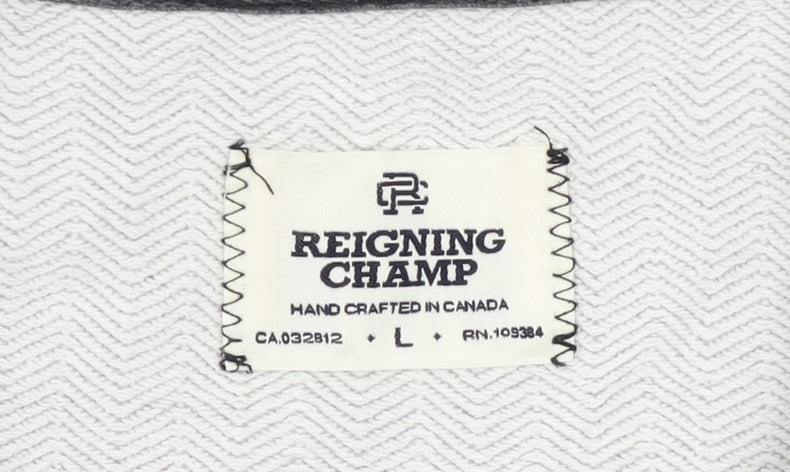 RC
REIGNING
CHAMP
HAND CRAFTED IN CANADA
CA.032812 L RN.109384